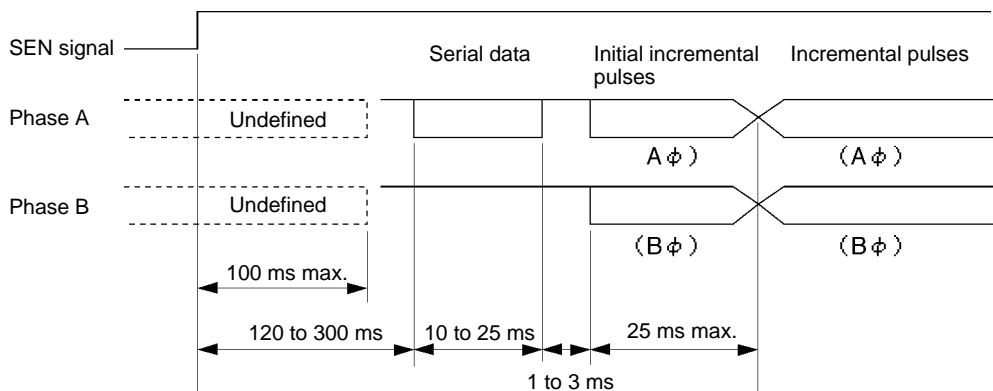 SEN signal
Serial data
Initial incremental
pulses
Incremental pulses
Phase A
Undefined
Aϕ)
(Aϕ)
Phase B
Undefined
(Bϕ)
(Bϕ)
100 ms max.
120 to 300 ms
10 to 25 ms
25 ms max.
1 to 3 ms